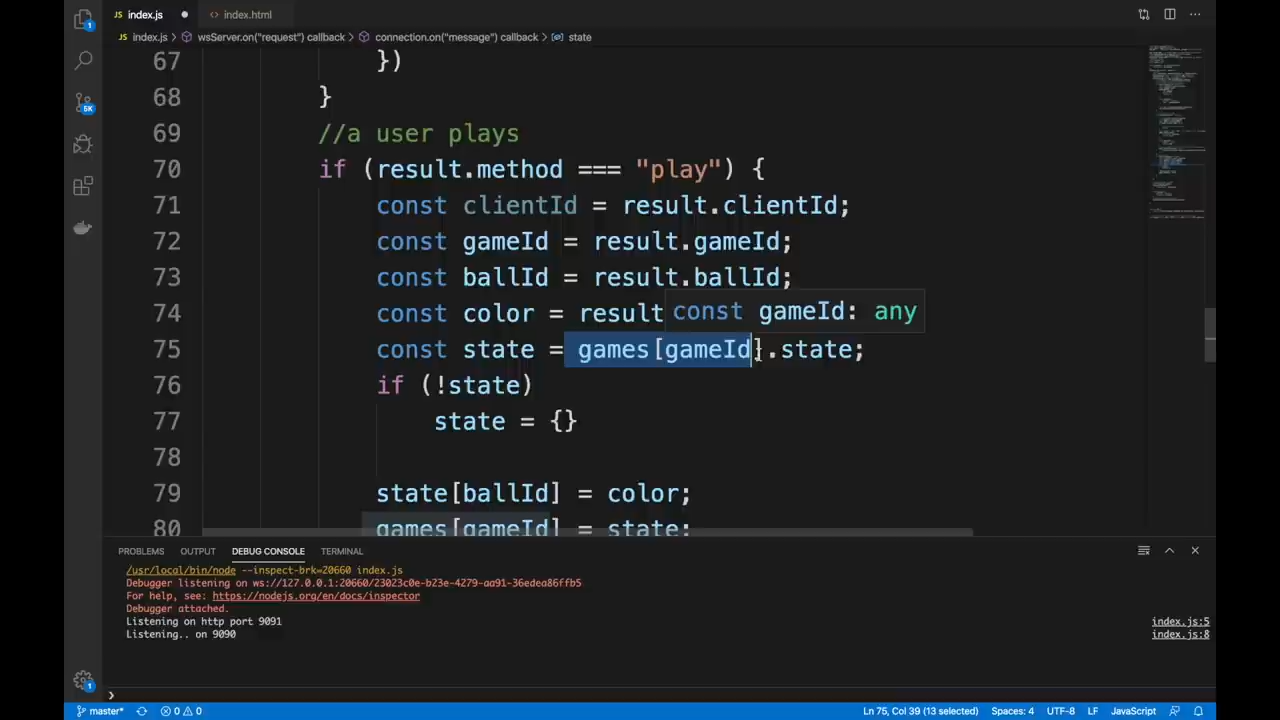 index.js index.html
index.js wsServer.on("request") callback connection.on("message") callback state
67 })
68 }
69 //a user plays
70 if (result.method === "play") {
71 const clientId = result.clientId;
72 const gameId = result.gameId;
73 const ballId = result.ballId;
74 const color = result
const gameId: any
75 const state = games[gameId].state;
76 if (!state)
77 state = {}
78
79 state[ballId] = color;
80 games[gameId] = state;
PROBLEMS OUTPUT DEBUG CONSOLE TERMINAL
/usr/local/bin/node --inspect-brk=20660 index.js
Debugger listening on ws://127.0.0.1:20660/23023c0e-b23e-4279-aa91-36edea86ffb5
For help, see: https://nodejs.org/en/docs/inspector
Debugger attached.
Listening on http port 9091 index.js:5
Listening.. on 9090 index.js:8
master* 0 0 Ln 75, Col 39 (13 selected) Spaces: 4 UTF-8 LF JavaScript
1
5K
1